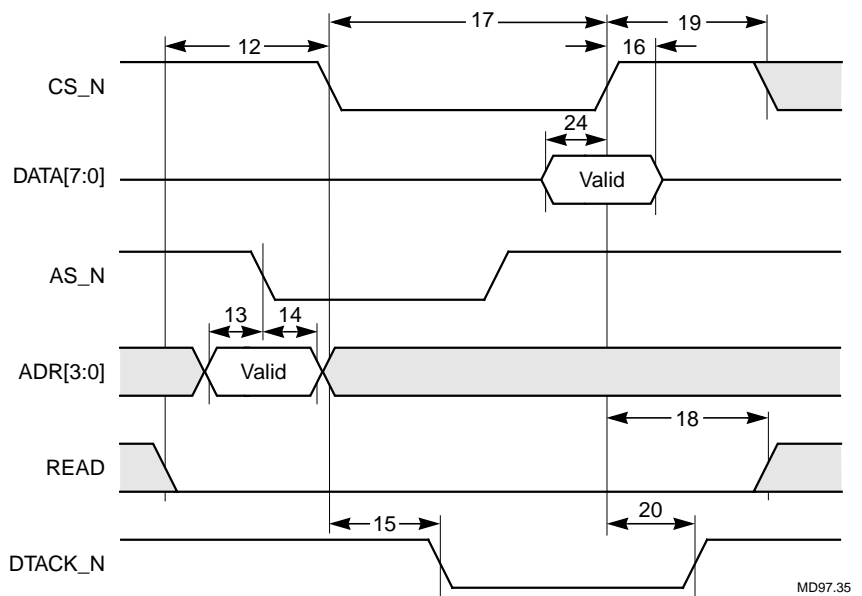 17
19
12
16
CS_N
24
DATA[7:0]
Valid
AS_N
13
14
ADR[3:0]
Valid
18
READ
20
15
DTACK_N
MD97.35